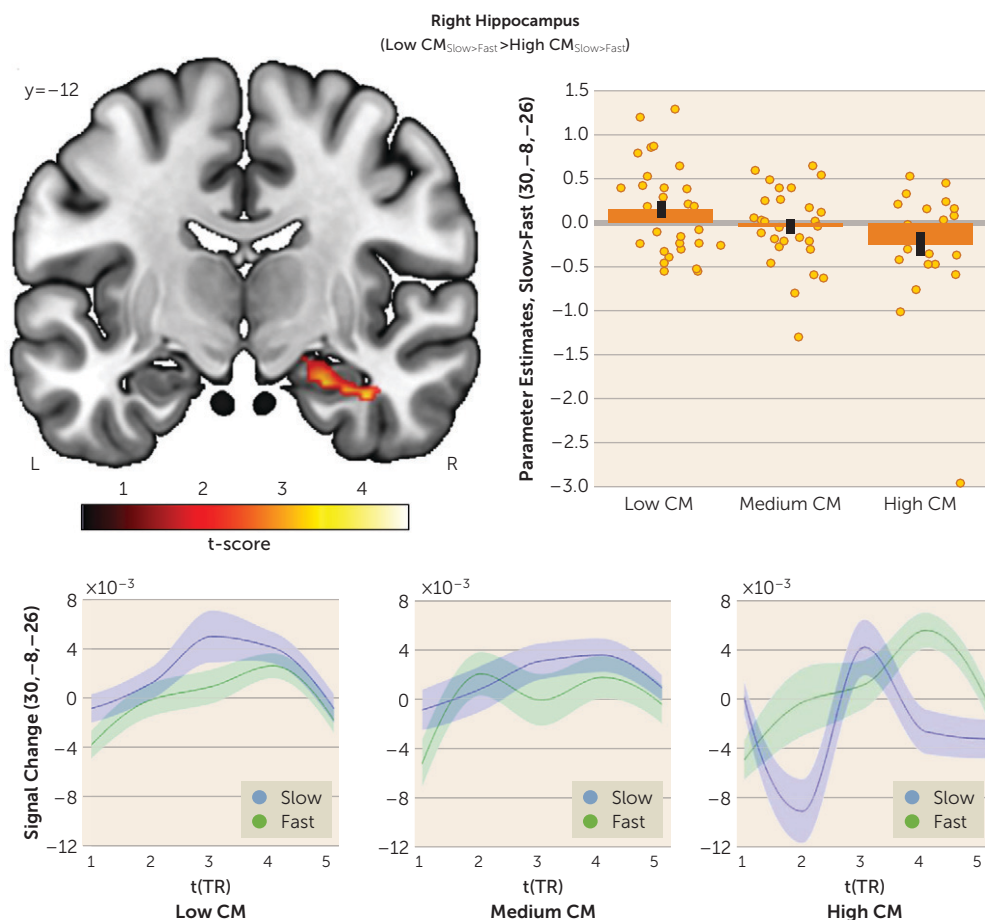 Right Hippocampus
(Low CMSlow>Fast >High CMSlow>Fast)
y=−12
L
R
1 2 3 4
t-score
Parameter Estimates, Slow>Fast (30,−8,−26)
1.5
1.0
0.5
0.0
−0.5
−1.0
−1.5
−2.0
−2.5
−3.0
Low CM Medium CM High CM
Signal Change (30,−8,−26)
×10−3
8
4
0
−4
−8
−12
Slow
Fast
1 2 3 4 5
t(TR)
Low CM
×10−3
8
4
0
−4
−8
−12
Slow
Fast
1 2 3 4 5
t(TR)
Medium CM
×10−3
8
4
0
−4
−8
−12
Slow
Fast
1 2 3 4 5
t(TR)
High CM